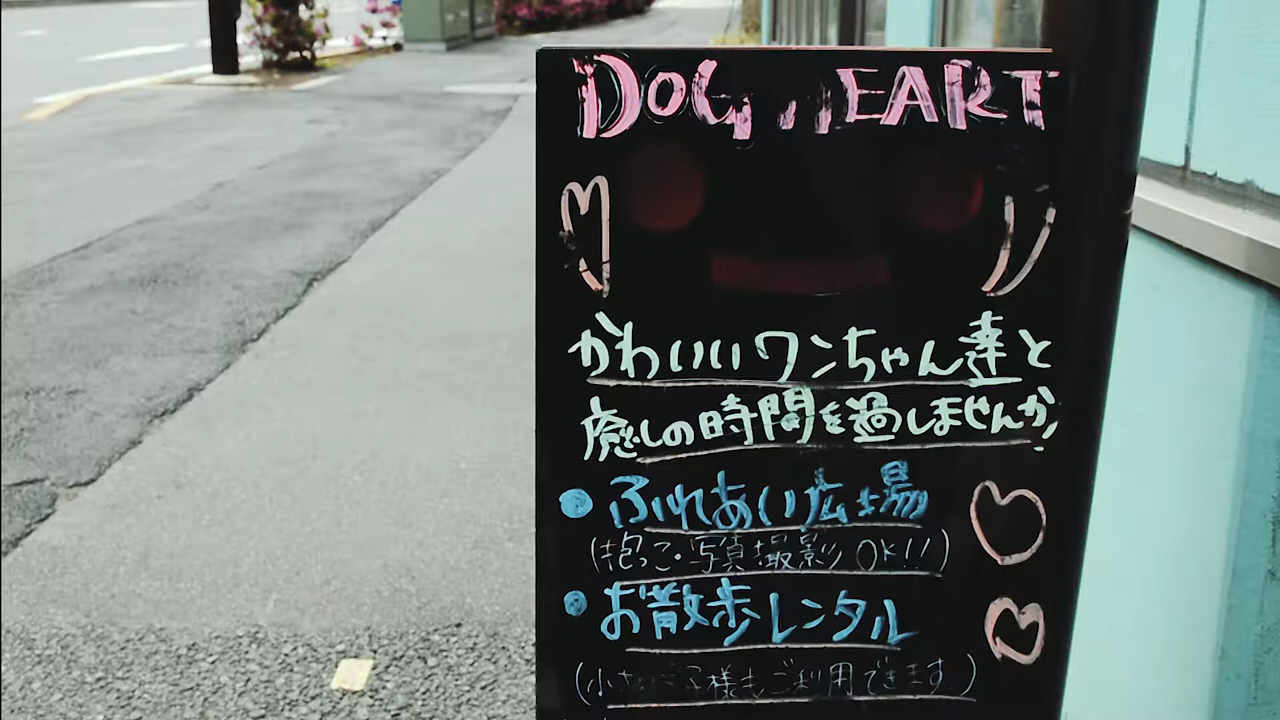 DOG HEART
かわいいワンちゃん達と
癒しの時間を過しませんか!
• ふれあい広場
(抱っこ・写真撮影OK!!)
• お散歩レンタル
(小さなお子様もご利用できます。)